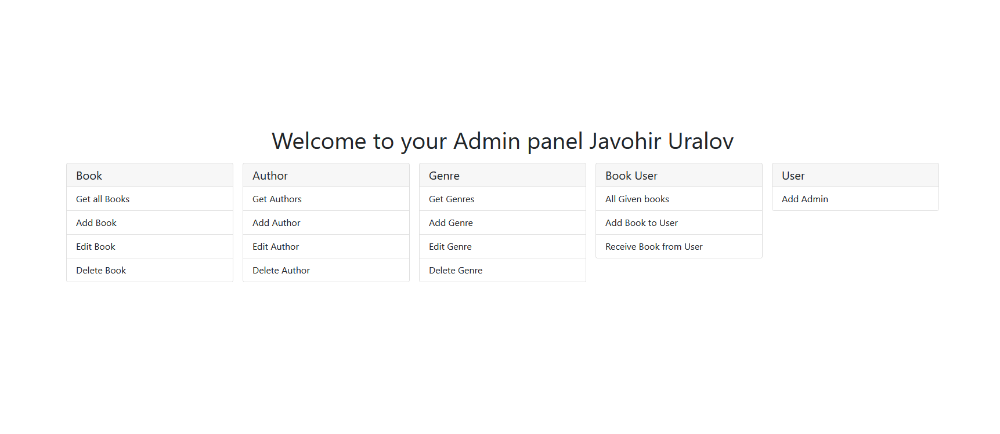 Welcome to your Admin panel Javohir Uralov
Book
Get all Books
Add Book
Edit Book
Delete Book
Author
Get Authors
Add Author
Edit Author
Delete Author
Genre
Get Genres
Add Genre
Edit Genre
Delete Genre
Book User
All Given books
Add Book to User
Receive Book from User
User
Add Admin